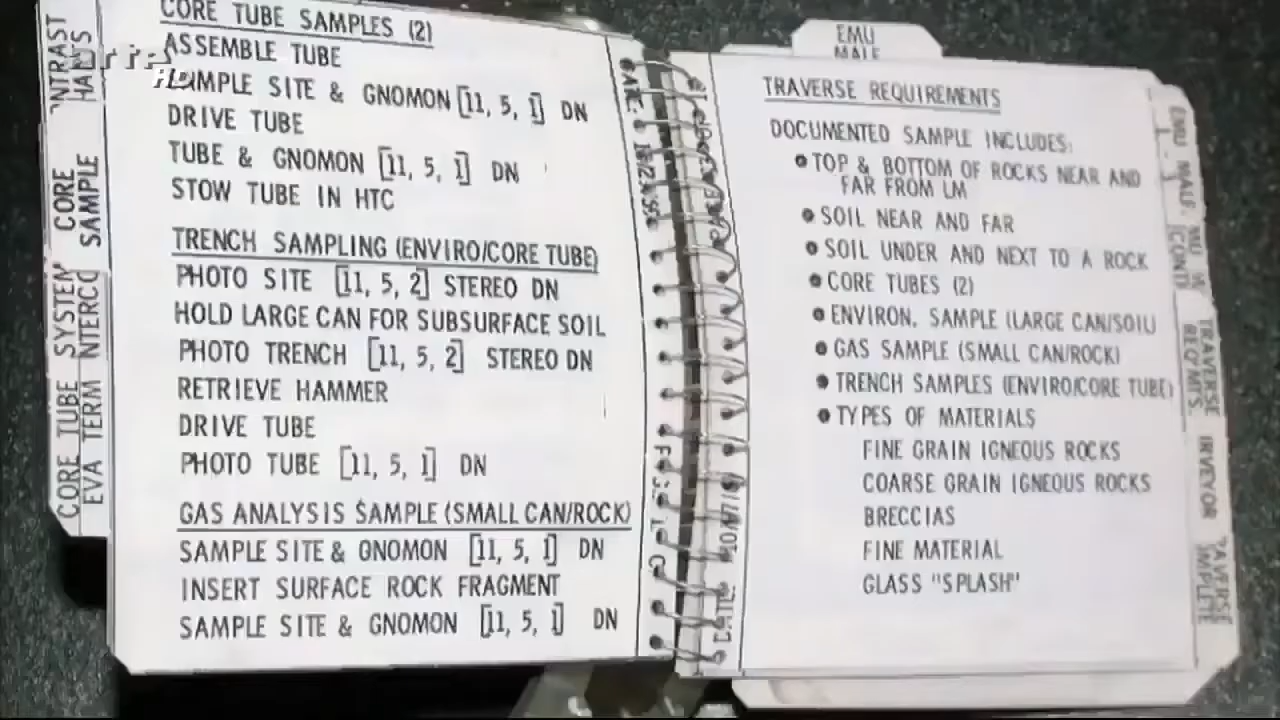 CORE TUBE SAMPLES (2)
ASSEMBLE TUBE
SITE & GNOMON [11, 5, 1] DN
DRIVE TUBE
TUBE & GNOMON [11, 5, 1] DN
STOW TUBE IN HTC
TRENCH SAMPLING (ENVIRO/CORE TUBE)
PHOTO SITE [11, 5, 2] STEREO DN
HOLD LARGE CAN FOR SUBSURFACE SOIL
PHOTO TRENCH [11, 5, 2] STEREO DN
RETRIEVE HAMMER
DRIVE TUBE
PHOTO TUBE [11, 5, 1] DN
GAS ANALYSIS SAMPLE (SMALL CAN/ROCK)
SAMPLE SITE & GNOMON [11, 5, 1] DN
INSERT SURFACE ROCK FRAGMENT
SAMPLE SITE & GNOMON [11, 5, 1] DN
CORE SAMPLE
CORE TUBE SYSTEM
EVA TERM
EMU
MALF
TRAVERSE REQUIREMENTS
DOCUMENTED SAMPLE INCLUDES:
• TOP & BOTTOM OF ROCKS NEAR AND
FAR FROM LM
• SOIL NEAR AND FAR
• SOIL UNDER AND NEXT TO A ROCK
• CORE TUBES (2)
• ENVIRON. SAMPLE (LARGE CAN/SOIL)
• GAS SAMPLE (SMALL CAN/ROCK)
• TRENCH SAMPLES (ENVIRO/CORE TUBE)
• TYPES OF MATERIALS
FINE GRAIN IGNEOUS ROCKS
COARSE GRAIN IGNEOUS ROCKS
BRECCIAS
FINE MATERIAL
GLASS "SPLASH"
EMU MALF.
TRAVERSE
REQ'MTS